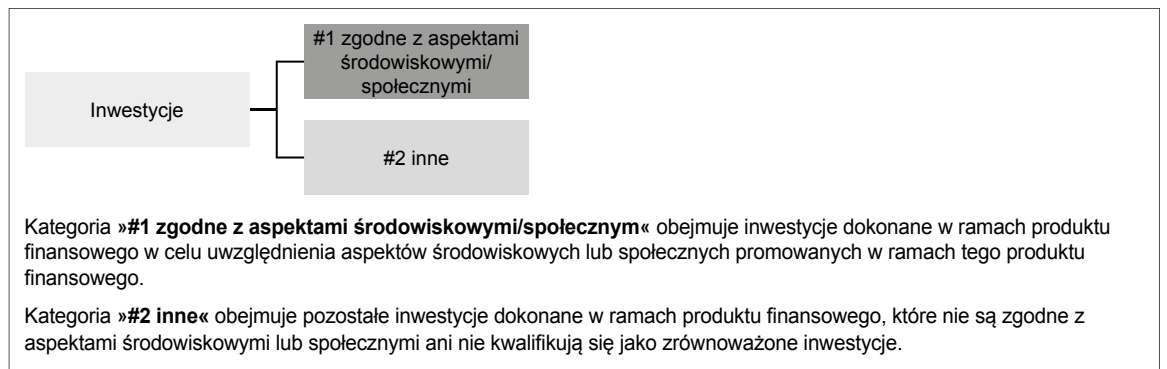 #1 zgodne z aspektami
środowiskowymi/
społecznymi
Inwestycje
#2 inne
Kategoria »#1 zgodne z aspektami środowiskowymi/społecznym« obejmuje inwestycje dokonane w ramach produktu
finansowego w celu uwzględnienia aspektów środowiskowych lub społecznych promowanych w ramach tego produktu
finansowego.
Kategoria »#2 inne« obejmuje pozostałe inwestycje dokonane w ramach produktu finansowego, które nie są zgodne z
aspektami środowiskowymi lub społecznymi ani nie kwalifikują się jako zrównoważone inwestycje.